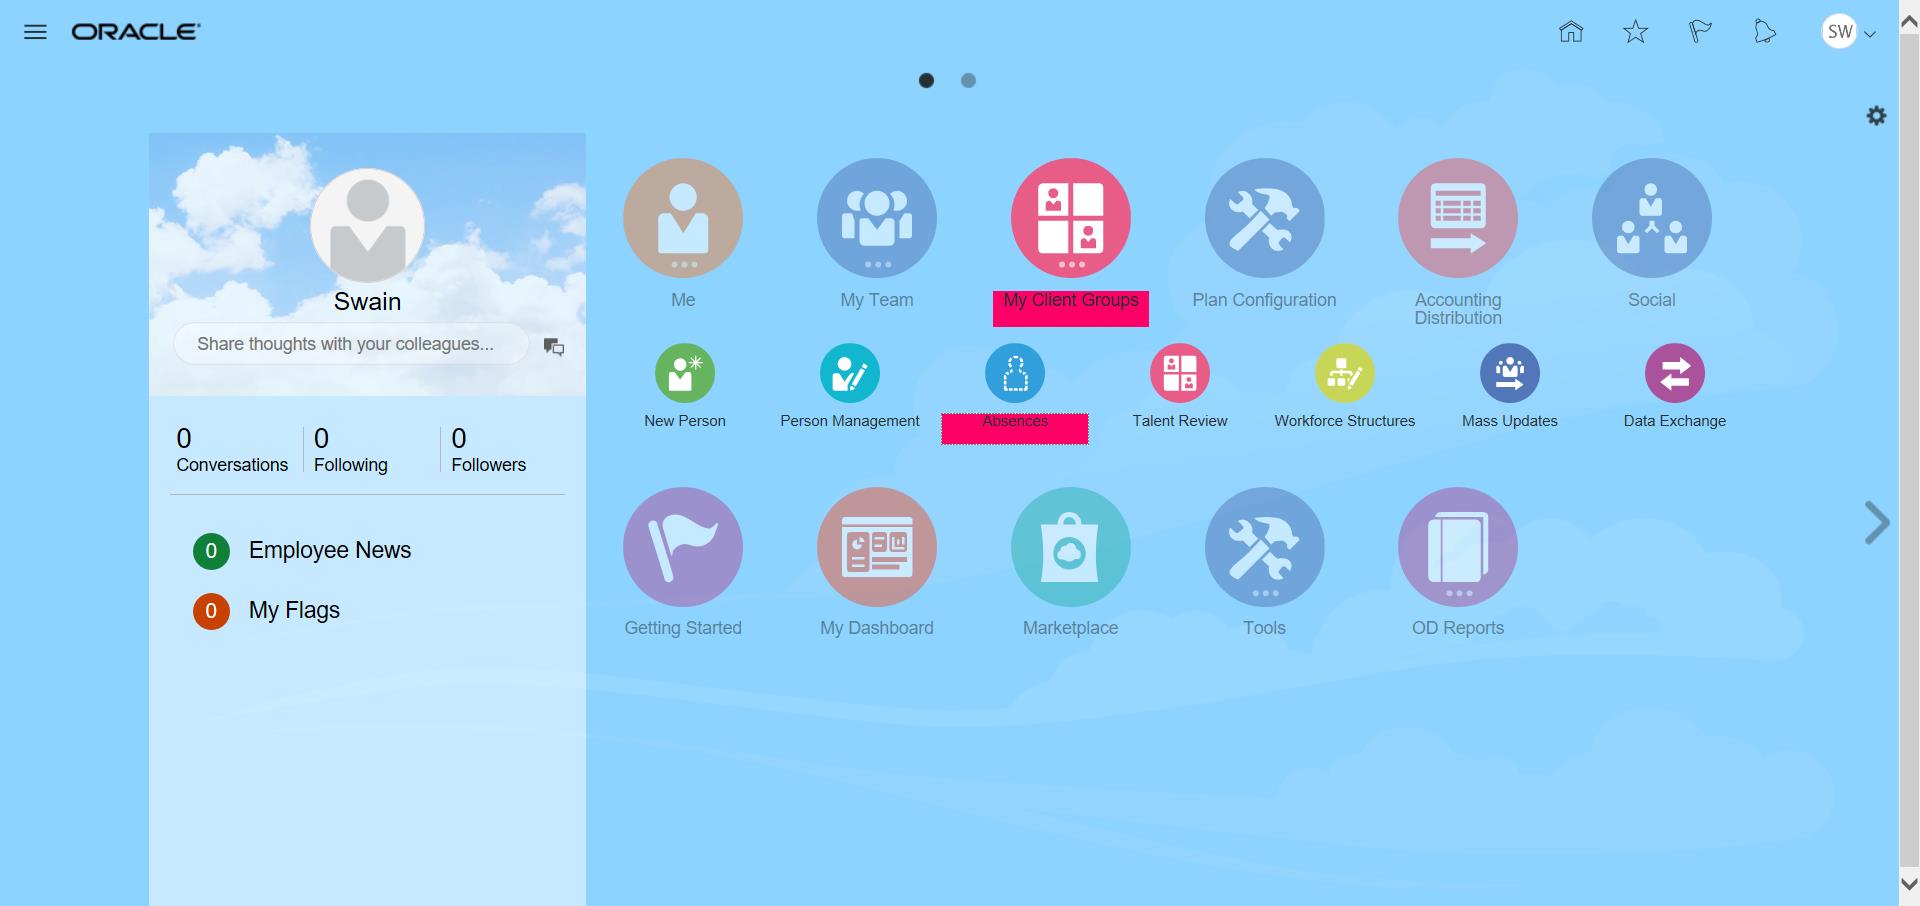 ORACLE
SW
Swain
Share thoughts with your colleagues...
0 0 0
Conversations Following Followers
0 Employee News
0 My Flags
Me My Team My Client Groups Plan Configuration Accounting Social
Distribution
New Person Person Management Absences Talent Review Workforce Structures Mass Updates Data Exchange
Getting Started My Dashboard Marketplace Tools OD Reports